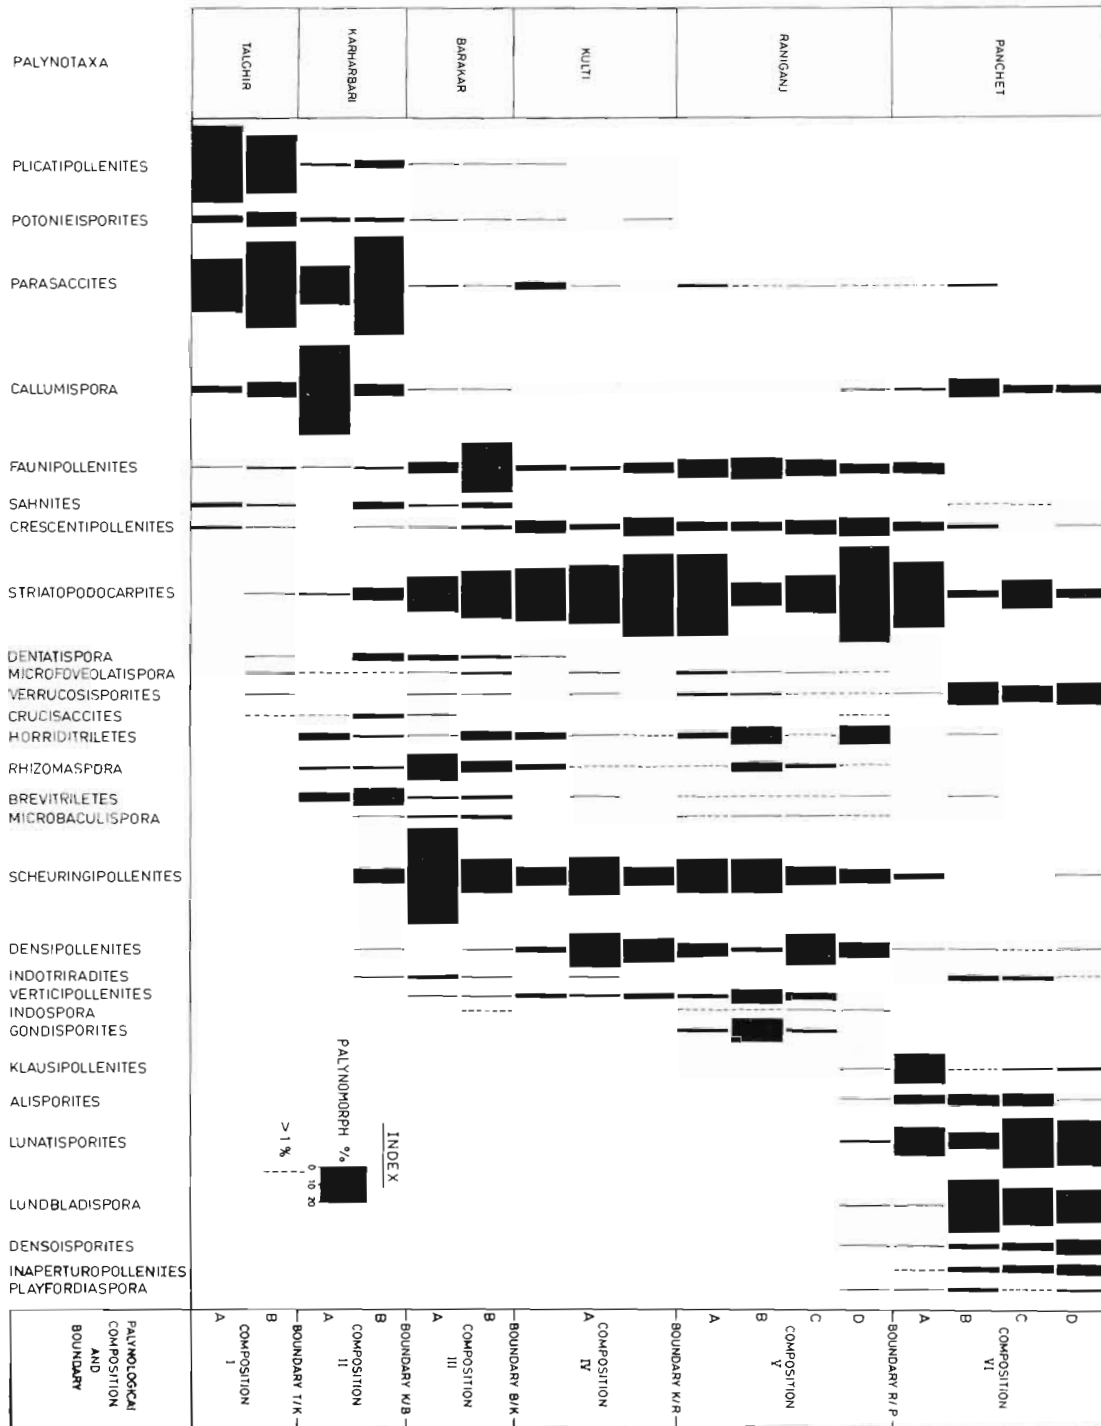 PALYNOTAXA
TALCHIR
KARHARBARI
BARAKAR
KULTI
RANIGANJ
PANCHET
PLICATIPOLLENITES
POTONIEISPORITES
PARASACCITES
CALLUMISPORA
FAUNIPOLLENITES
SAHNITES
CRESCENTIPOLLENITES
STRIATOPODOCARPITES
DENTATISPORA
MICROFOVEOLATISPORA
VERRUCOSISPORITES
CRUCISACCITES
HORRIDITRILETES
RHIZOMASPORA
BREVITRILETES
MICROBACULISPORA
SCHEURINGIPOLLENITES
DENSIPOLLENITES
INDOTRIRADITES
VERTICIPOLLENITES
INDOSPORA
GONDISPORITES
KLAUSIPOLLENITES
ALISPORITES
LUNATISPORITES
LUNDBLADISPORA
DENSOISPORITES
INAPERTUROPOLLENITES
PLAYFORDIASPORA
INDEX
PALYNOMORPH %
0 10 20
> 1%
PALYNOLOGICAL
COMPOSITION
AND
BOUNDARY
A B
COMPOSITION
I
BOUNDARY T/K
A B
COMPOSITION
II
BOUNDARY K/B
A B
COMPOSITION
III
BOUNDARY B/K
A
COMPOSITION
IV
BOUNDARY K/R
A B C D
COMPOSITION
V
BOUNDARY R/P
A B C D
COMPOSITION
VI